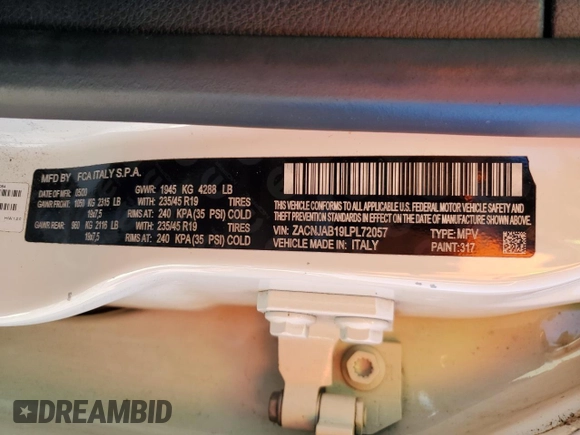 MFD BY FCA ITALY S.P.A.
DATE OF MFR: 05/20 GVWR: 1945 KG 4288 LB
GAWR FRONT: 1050 KG 2315 LB WITH: 235/45 R19 TIRES
19x7,5 RIMS AT: 240 KPA(35 PSI) COLD
GAWR REAR: 960 KG 2116 LB WITH: 235/45 R19 TIRES
19x7,5 RIMS AT: 240 KPA(35 PSI) COLD
THIS VEHICLE CONFORMS TO ALL APPLICABLE U.S.
FEDERAL MOTOR VEHICLE SAFETY, BUMPER, AND THEFT
PREVENTION STANDARDS IN EFFECT ON THE DATE OF
MANUFACTURE SHOWN ABOVE.
VIN: ZACNJAB19LPL72057 TYPE: MPV
VEHICLE MADE IN: ITALY PAINT: 317
DREAMBID